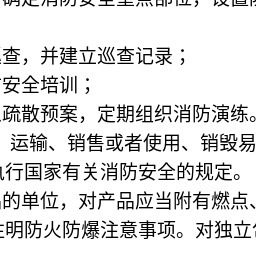 确定消防安全重点部位，设置防
查，并建立巡查记录；
安全培训；
疏散预案，定期组织消防演练。
、运输、销售或者使用、销毁易
执行国家有关消防安全的规定。
的单位，对产品应当附有燃点、
注明防火防爆注意事项。对独立包